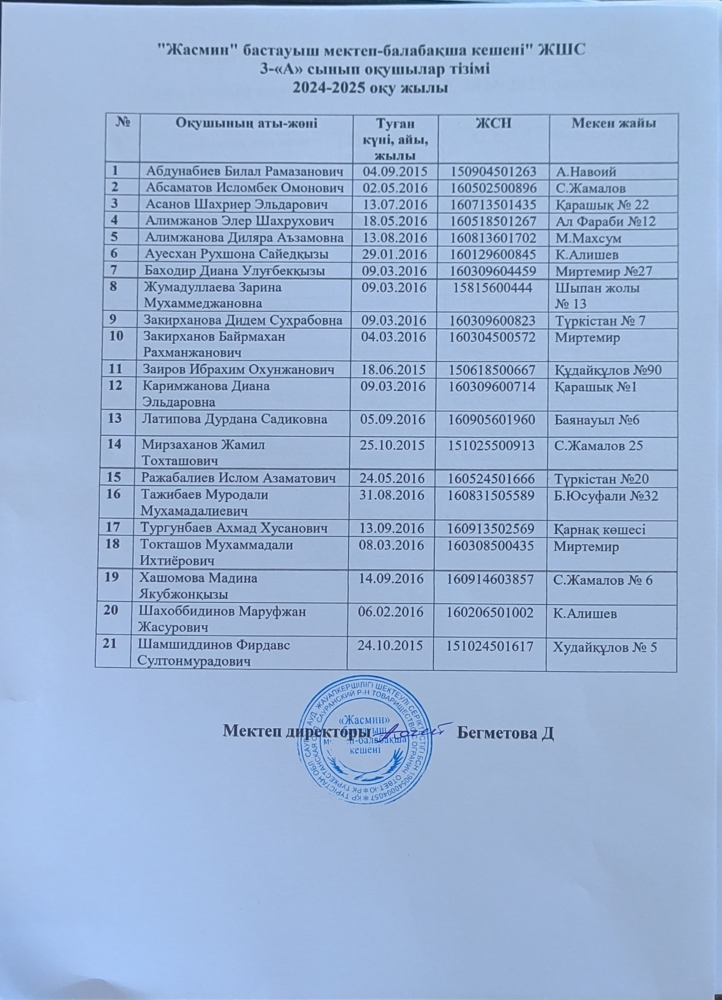 "Жасмин" бастауыш мектеп-балабақша кешені" ЖШС
3-«А» сынып оқушылар тізімі
2024-2025 оқу жылы
№ Оқушының аты-жөні Туған күні, айы, жылы ЖСН Мекен жайы
1 Абдунабиев Билал Рамазанович 04.09.2015 150904501263 А.Навоий
2 Абсаматов Исломбек Омонович 02.05.2016 160502500896 С.Жамалов
3 Асанов Шахриер Эльдарович 13.07.2016 160713501435 Қарашық № 22
4 Алимжанов Элер Шахрухович 18.05.2016 160518501267 Ал Фараби №12
5 Алимжанова Диляра Аъзамовна 13.08.2016 160813601702 М.Махсум
6 Ауесхан Рухшона Сайедқызы 29.01.2016 160129600845 К.Алишев
7 Баходир Диана Улуғбекқызы 09.03.2016 160309604459 Миртемир №27
8 Жумадуллаева Зарина 09.03.2016 15815600444 Шыпан жолы
Мухаммеджановна № 13
9 Закирханова Дидем Сухрабовна 09.03.2016 160309600823 Түркістан № 7
10 Закирханов Байрмахан 04.03.2016 160304500572 Миртемир
Рахманжанович
11 Заиров Ибрахим Охунжанович 18.06.2015 150618500667 Құдайқұлов №90
12 Каримжанова Диана 09.03.2016 160309600714 Қарашық №1
Эльдаровна
13 Латипова Дурдана Садиковна 05.09.2016 160905601960 Баянауыл №6
14 Мирзаханов Жамил 25.10.2015 151025500913 С.Жамалов 25
Тохташович
15 Ражабалиев Ислом Азаматович 24.05.2016 160524501666 Түркістан №20
16 Тажибаев Муродали 31.08.2016 160831505589 Б.Юсуфали №32
Мухамадалиевич
17 Тургунбаев Ахмад Хусанович 13.09.2016 160913502569 Қарнақ көшесі
18 Токташов Мухаммадали 08.03.2016 160308500435 Миртемир
Ихтиёрович
19 Хашомова Мадина 14.09.2016 160914603857 С.Жамалов № 6
Якубжонқызы
20 Шахоббидинов Маруфжан 06.02.2016 160206501002 К.Алишев
Жасурович
21 Шамшиддинов Фирдавс 24.10.2015 151024501617 Худайқұлов № 5
Султонмурадович
Мектеп директоры Бегметова Д
«Жасмин»
кешені
ЖАУАПКЕРШІЛІГІ ШЕКТЕУЛІ СЕРІКТЕСТІГІ БСН 190540004057
САУРАНСКИЙ Р-Н ТОВАРИЩЕСТВО С ОГРАНИЧ ОТВЕТ-Ю